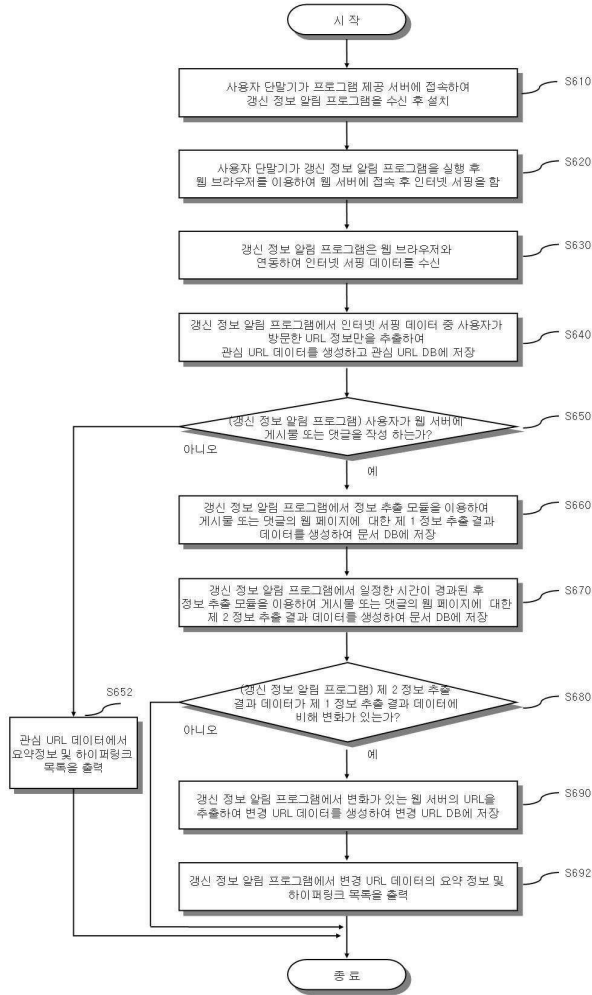 시 작
사용자 단말기가 프로그램 제공 서버에 접속하여
갱신 정보 알림 프로그램을 수신 후 설치
S610
사용자 단말기가 갱신 정보 알림 프로그램을 실행 후
웹 브라우저를 이용하여 웹 서버에 접속 후 인터넷 서핑을 함
S620
갱신 정보 알림 프로그램은 웹 브라우저와
연동하여 인터넷 서핑 데이터를 수신
S630
갱신 정보 알림 프로그램에서 인터넷 서핑 데이터 중 사용자가
방문한 URL 정보만을 추출하여
관심 URL 데이터를 생성하고 관심 URL DB에 저장
S640
(갱신 정보 알림 프로그램) 사용자가 웹 서버에
게시물 또는 댓글을 작성 하는가?
S650
아니오
예
갱신 정보 알림 프로그램에서 정보 추출 모듈을 이용하여
게시물 또는 댓글의 웹 페이지에 대한 제 1 정보 추출 결과
데이터를 생성하여 문서 DB에 저장
S660
갱신 정보 알림 프로그램에서 일정한 시간이 경과된 후
정보 추출 모듈을 이용하여 게시물 또는 댓글의 웹 페이지에 대한
제 2 정보 추출 결과 데이터를 생성하여 문서 DB에 저장
S670
(갱신 정보 알림 프로그램) 제 2 정보 추출
결과 데이터가 제 1 정보 추출 결과 데이터에
비해 변화가 있는가?
S680
아니오
예
S652
관심 URL 데이터에서
요약정보 및 하이퍼링크
목록을 출력
갱신 정보 알림 프로그램에서 변화가 있는 웹 서버의 URL을
추출하여 변경 URL 데이터를 생성하여 변경 URL DB에 저장
S690
갱신 정보 알림 프로그램에서 변경 URL 데이터의 요약 정보 및
하이퍼링크 목록을 출력
S692
종 료